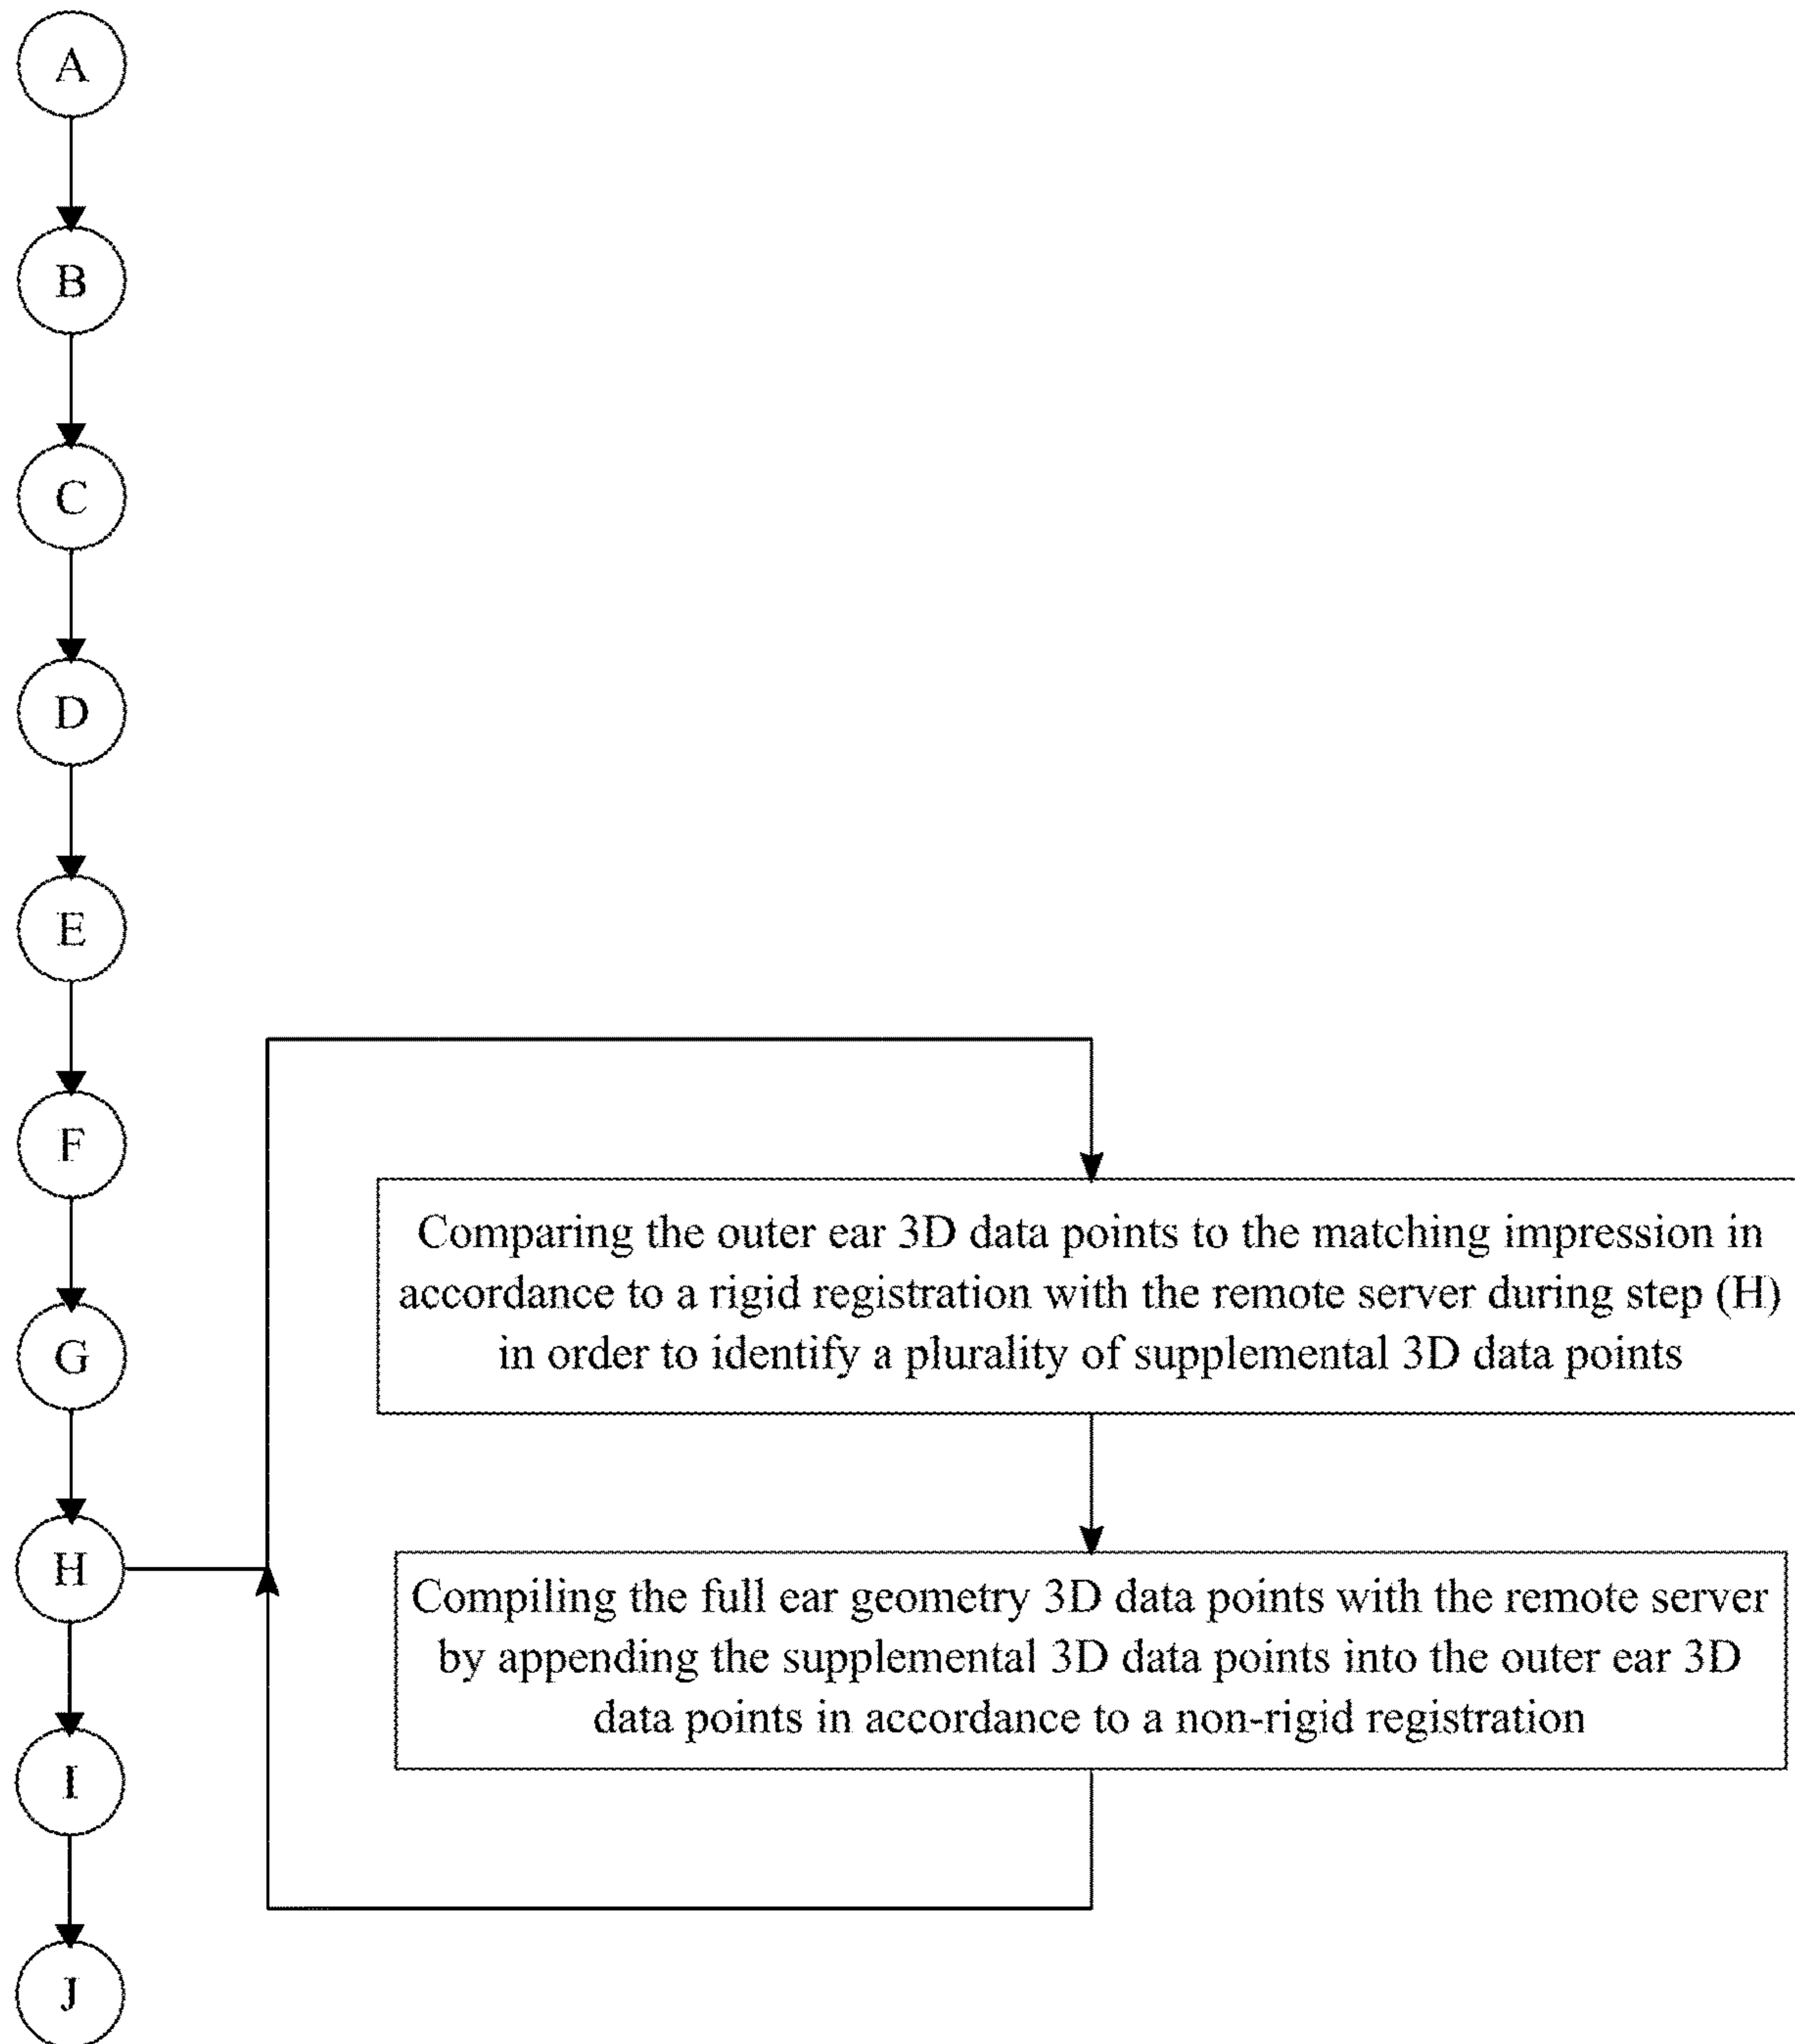 A
B
C
D
E
F
G
H
I
J
Comparing the outer ear 3D data points to the matching impression in
accordance to a rigid registration with the remote server during step (H)
in order to identify a plurality of supplemental 3D data points
Compiling the full ear geometry 3D data points with the remote server
by appending the supplemental 3D data points into the outer ear 3D
data points in accordance to a non-rigid registration